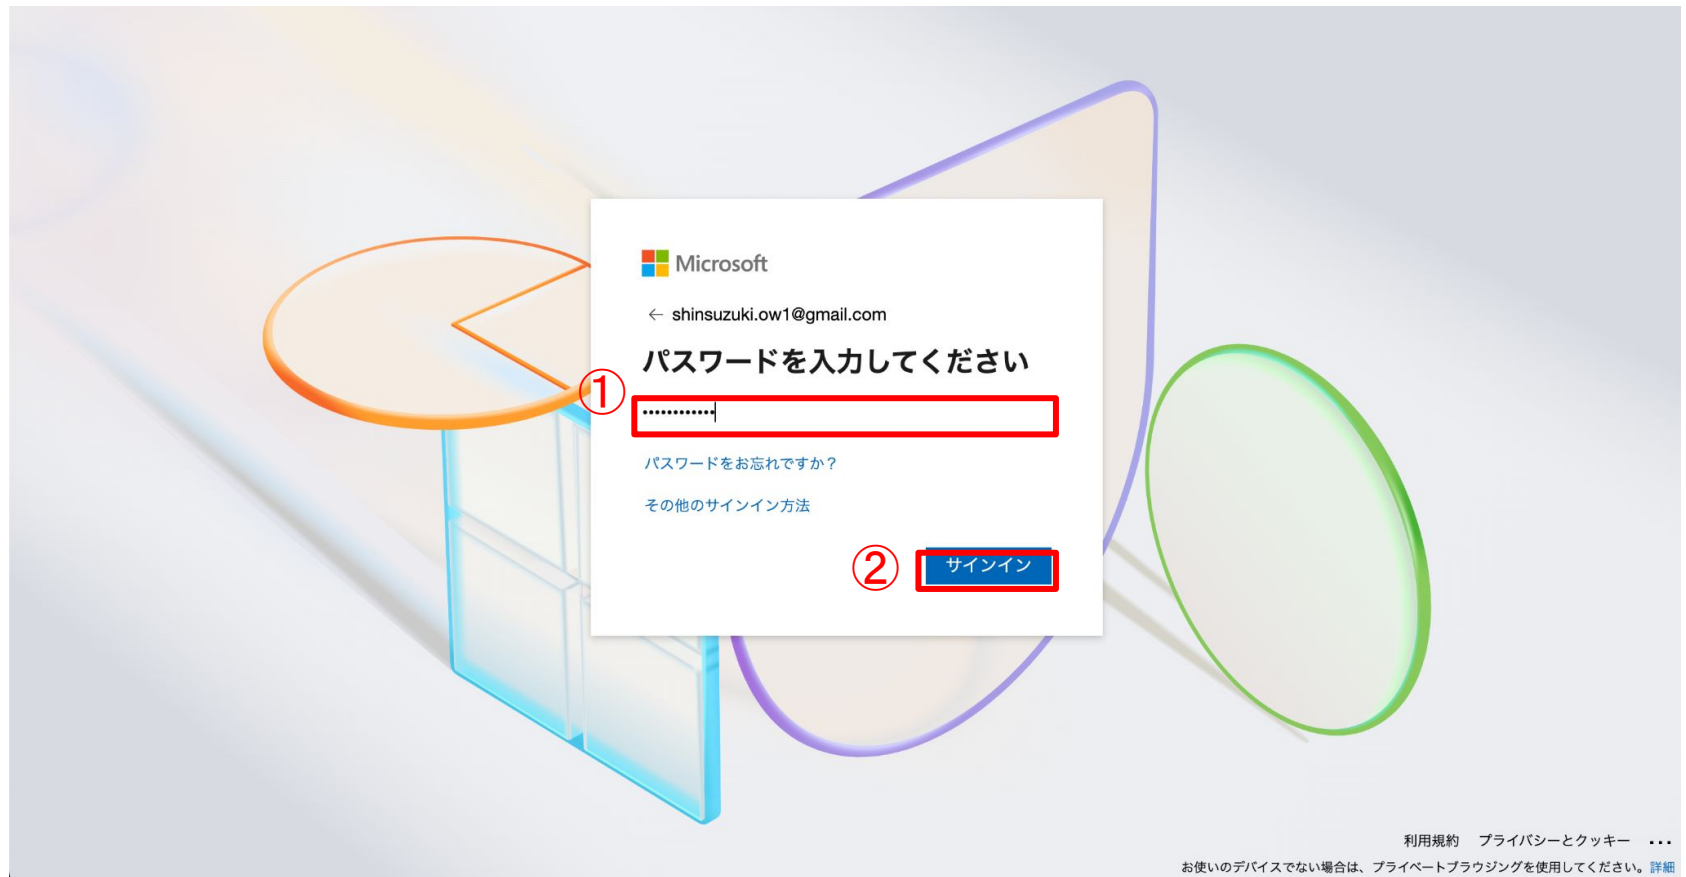 Microsoft
← shinsuzuki.ow1@gmail.com
パスワードを入力してください
①
••••••••••••
パスワードをお忘れですか？
その他のサインイン方法
② サインイン
利用規約 プライバシーとクッキー ...
お使いのデバイスでない場合は、プライベートブラウジングを使用してください。詳細